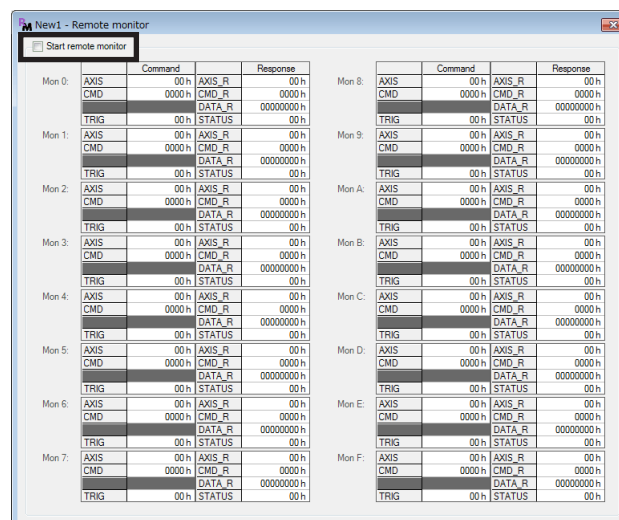 New1 - Remote monitor
Start remote monitor
Command Response
Mon 0: AXIS 00 h AXIS_R 00 h
CMD 0000 h CMD_R 0000 h
DATA_R 00000000 h
TRIG 00 h STATUS 00 h
Mon 1: AXIS 00 h AXIS_R 00 h
CMD 0000 h CMD_R 0000 h
DATA_R 00000000 h
TRIG 00 h STATUS 00 h
Mon 2: AXIS 00 h AXIS_R 00 h
CMD 0000 h CMD_R 0000 h
DATA_R 00000000 h
TRIG 00 h STATUS 00 h
Mon 3: AXIS 00 h AXIS_R 00 h
CMD 0000 h CMD_R 0000 h
DATA_R 00000000 h
TRIG 00 h STATUS 00 h
Mon 4: AXIS 00 h AXIS_R 00 h
CMD 0000 h CMD_R 0000 h
DATA_R 00000000 h
TRIG 00 h STATUS 00 h
Mon 5: AXIS 00 h AXIS_R 00 h
CMD 0000 h CMD_R 0000 h
DATA_R 00000000 h
TRIG 00 h STATUS 00 h
Mon 6: AXIS 00 h AXIS_R 00 h
CMD 0000 h CMD_R 0000 h
DATA_R 00000000 h
TRIG 00 h STATUS 00 h
Mon 7: AXIS 00 h AXIS_R 00 h
CMD 0000 h CMD_R 0000 h
DATA_R 00000000 h
TRIG 00 h STATUS 00 h
Command Response
Mon 8: AXIS 00 h AXIS_R 00 h
CMD 0000 h CMD_R 0000 h
DATA_R 00000000 h
TRIG 00 h STATUS 00 h
Mon 9: AXIS 00 h AXIS_R 00 h
CMD 0000 h CMD_R 0000 h
DATA_R 00000000 h
TRIG 00 h STATUS 00 h
Mon A: AXIS 00 h AXIS_R 00 h
CMD 0000 h CMD_R 0000 h
DATA_R 00000000 h
TRIG 00 h STATUS 00 h
Mon B: AXIS 00 h AXIS_R 00 h
CMD 0000 h CMD_R 0000 h
DATA_R 00000000 h
TRIG 00 h STATUS 00 h
Mon C: AXIS 00 h AXIS_R 00 h
CMD 0000 h CMD_R 0000 h
DATA_R 00000000 h
TRIG 00 h STATUS 00 h
Mon D: AXIS 00 h AXIS_R 00 h
CMD 0000 h CMD_R 0000 h
DATA_R 00000000 h
TRIG 00 h STATUS 00 h
Mon E: AXIS 00 h AXIS_R 00 h
CMD 0000 h CMD_R 0000 h
DATA_R 00000000 h
TRIG 00 h STATUS 00 h
Mon F: AXIS 00 h AXIS_R 00 h
CMD 0000 h CMD_R 0000 h
DATA_R 00000000 h
TRIG 00 h STATUS 00 h